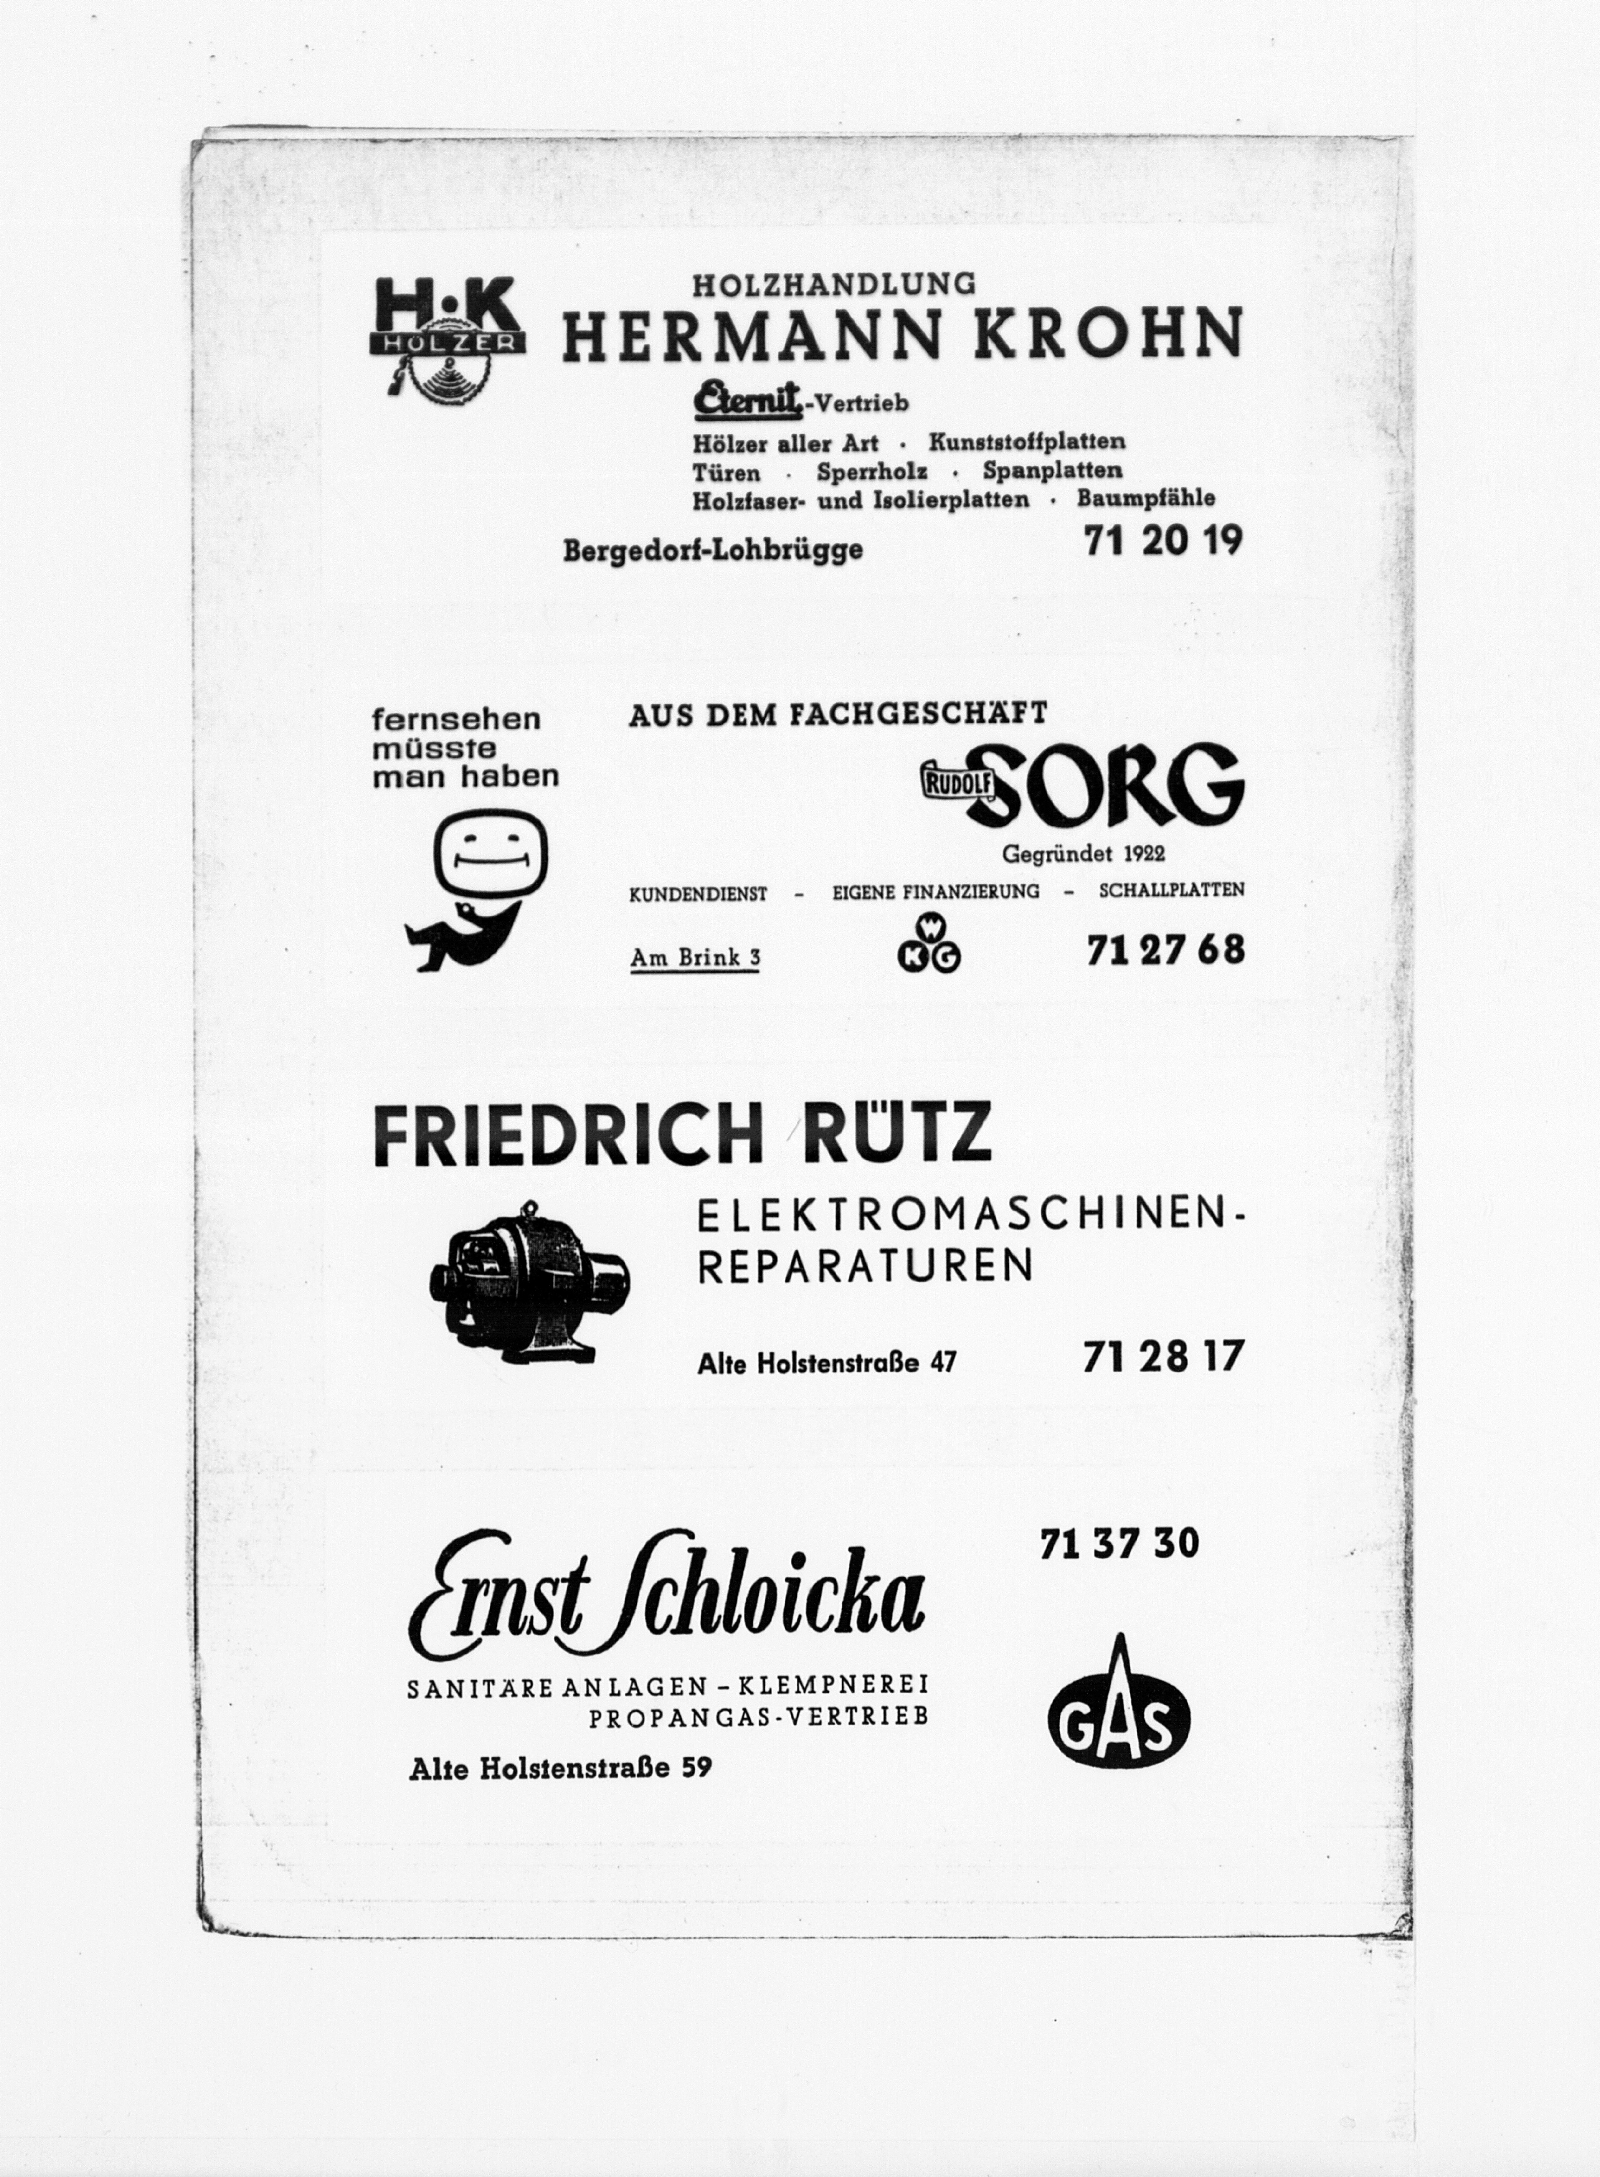 H·K
HÖLZER
HOLZHANDLUNG
HERMANN KROHN
Eternit-Vertrieb
Hölzer aller Art · Kunststoffplatten
Türen · Sperrholz · Spanplatten
Holzfaser- und Isolierplatten · Baumpfähle
Bergedorf-Lohbrügge 71 20 19
fernsehen
müsste
man haben
AUS DEM FACHGESCHÄFT
RUDOLF SORG
Gegründet 1922
KUNDENDIENST – EIGENE FINANZIERUNG – SCHALLPLATTEN
W
K G
Am Brink 3 71 27 68
FRIEDRICH RÜTZ
ELEKTROMASCHINEN-
REPARATUREN
Alte Holstenstraße 47 71 28 17
71 37 30
Ernst Schloicka
SANITÄRE ANLAGEN – KLEMPNEREI
PROPANGAS-VERTRIEB
GAS
Alte Holstenstraße 59